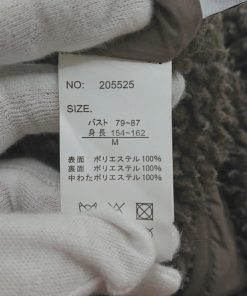 NO: 205525
SIZE.
バスト 79~87
身長 154~162
M
表面 ポリエステル100%
裏面 ポリエステル100%
中わた ポリエステル100%